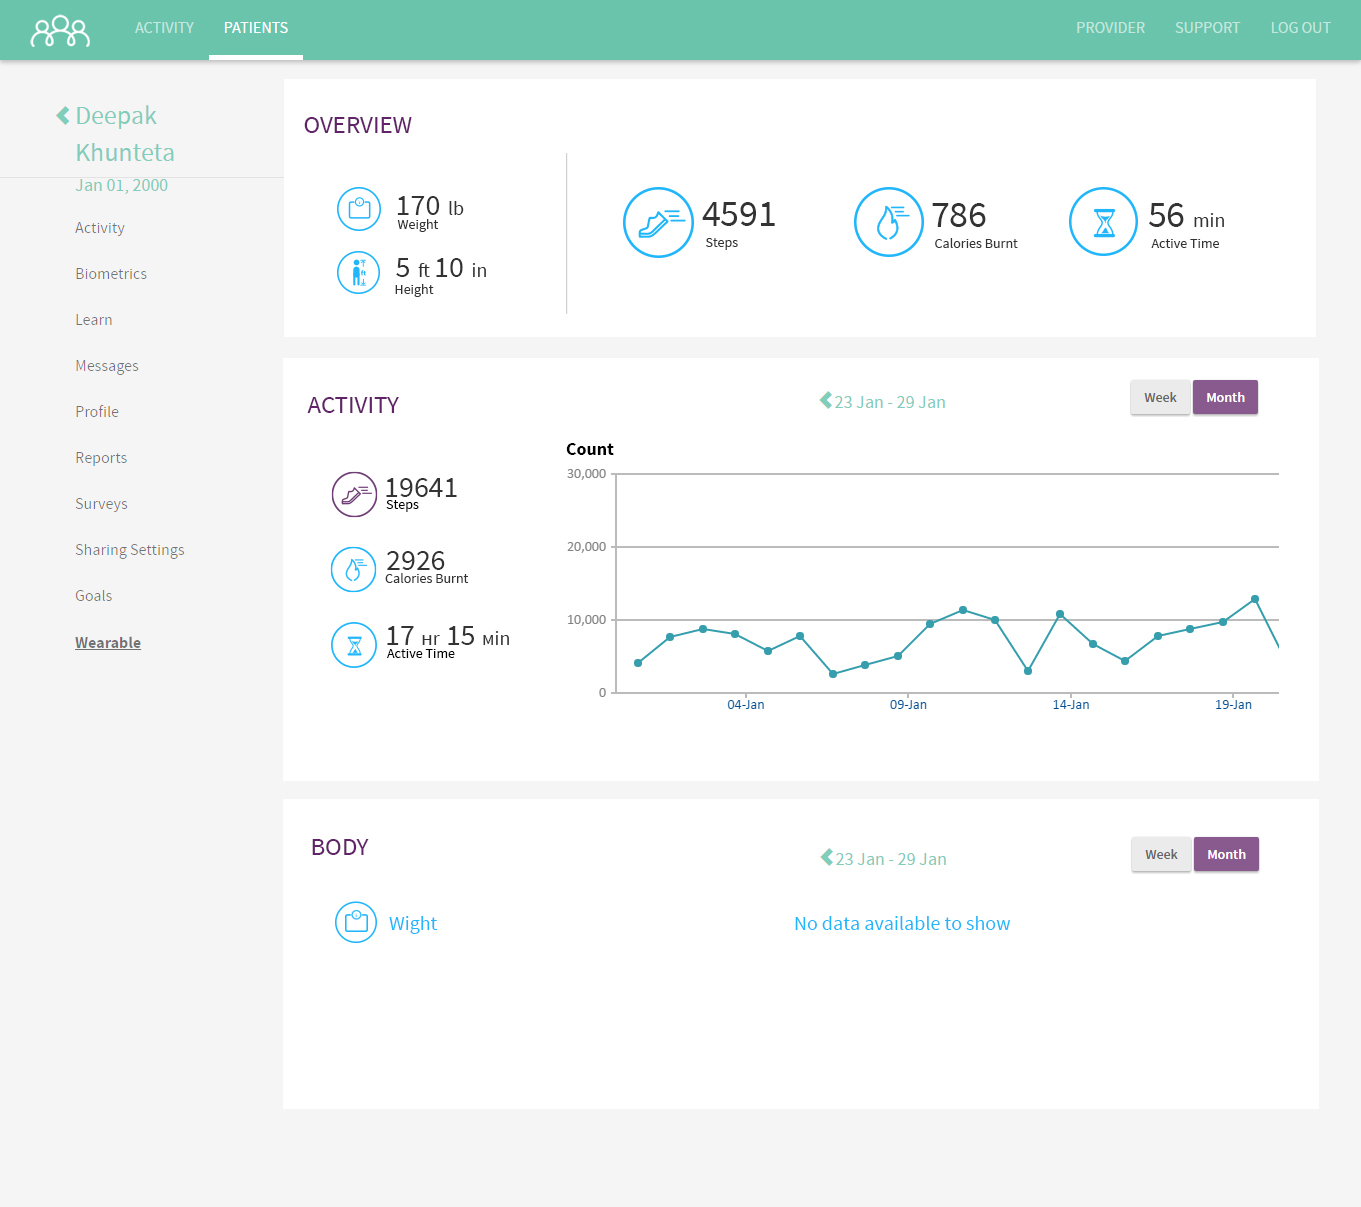 ACTIVITY PATIENTS PROVIDER SUPPORT LOG OUT
Deepak
Khunteta
Jan 01, 2000
Activity
Biometrics
Learn
Messages
Profile
Reports
Surveys
Sharing Settings
Goals
Wearable
OVERVIEW
170 lb
Weight
5 ft 10 in
Height
4591
Steps
786
Calories Burnt
56 min
Active Time
ACTIVITY
23 Jan - 29 Jan
Week Month
19641
Steps
2926
Calories Burnt
17 Hr 15 Min
Active Time
Count
30,000
20,000
10,000
0
04-Jan 09-Jan 14-Jan 19-Jan
BODY
23 Jan - 29 Jan
Week Month
Wight
No data available to show